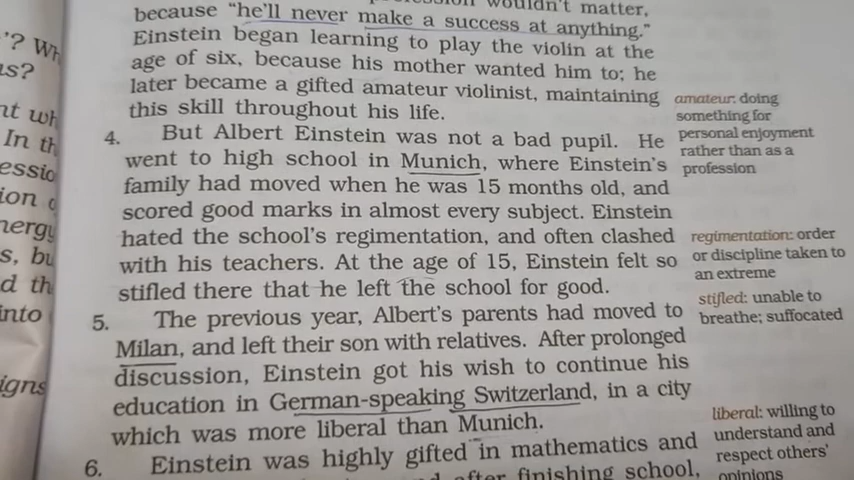 wouldn't matter,
because "he'll never make a success at anything."
Einstein began learning to play the violin at the
age of six, because his mother wanted him to; he
later became a gifted amateur violinist, maintaining
this skill throughout his life.
amateur: doing
something for
personal enjoyment
rather than as a
profession
4. But Albert Einstein was not a bad pupil. He
went to high school in Munich, where Einstein's
family had moved when he was 15 months old, and
scored good marks in almost every subject. Einstein
hated the school's regimentation, and often clashed
with his teachers. At the age of 15, Einstein felt so
stifled there that he left the school for good.
regimentation: order
or discipline taken to
an extreme
stifled: unable to
breathe; suffocated
5. The previous year, Albert's parents had moved to
Milan, and left their son with relatives. After prolonged
discussion, Einstein got his wish to continue his
education in German-speaking Switzerland, in a city
which was more liberal than Munich.
liberal: willing to
understand and
respect others'
opinions
6. Einstein was highly gifted in mathematics and
after finishing school,